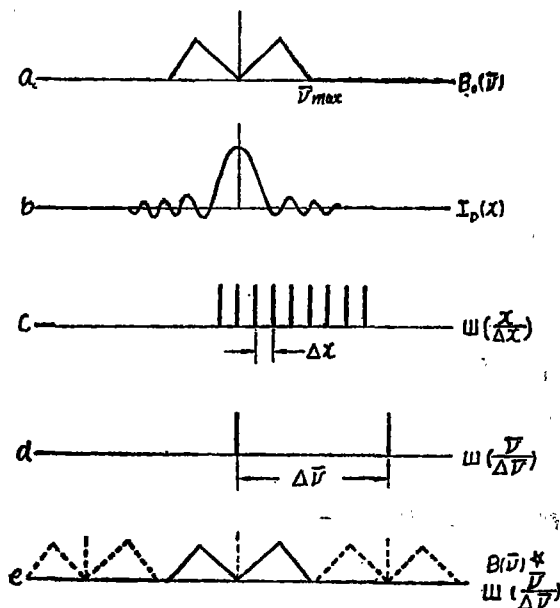 a.
B₀(ν̄)
ν̄max
b
I_D(x)
c
Ш(x/Δx)
Δx
d
Ш(ν̄/Δν̄)
Δν̄
e
B(ν̄) *
Ш(ν̄/Δν̄)